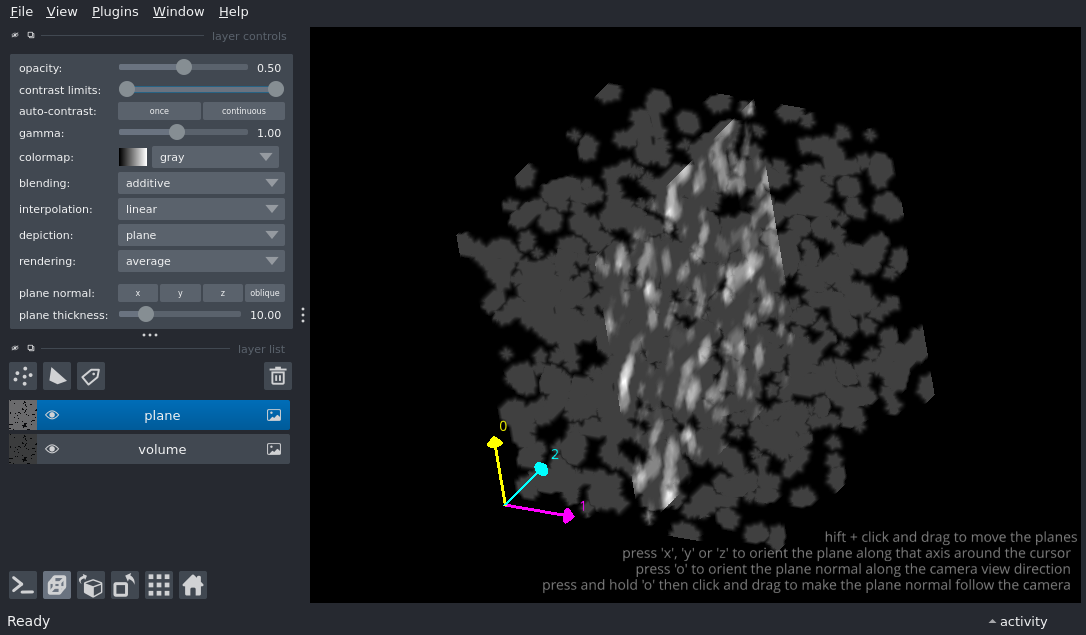 File View Plugins Window Help
layer controls
opacity: 0.50
contrast limits:
auto-contrast: once continuous
gamma: 1.00
colormap: gray
blending: additive
interpolation: linear
depiction: plane
rendering: average
plane normal: x y z oblique
plane thickness: 10.00
layer list
plane
volume
0
2
1
hift + click and drag to move the planes
press 'x', 'y' or 'z' to orient the plane along that axis around the cursor
press 'o' to orient the plane normal along the camera view direction
press and hold 'o' then click and drag to make the plane normal follow the camera
Ready
activity